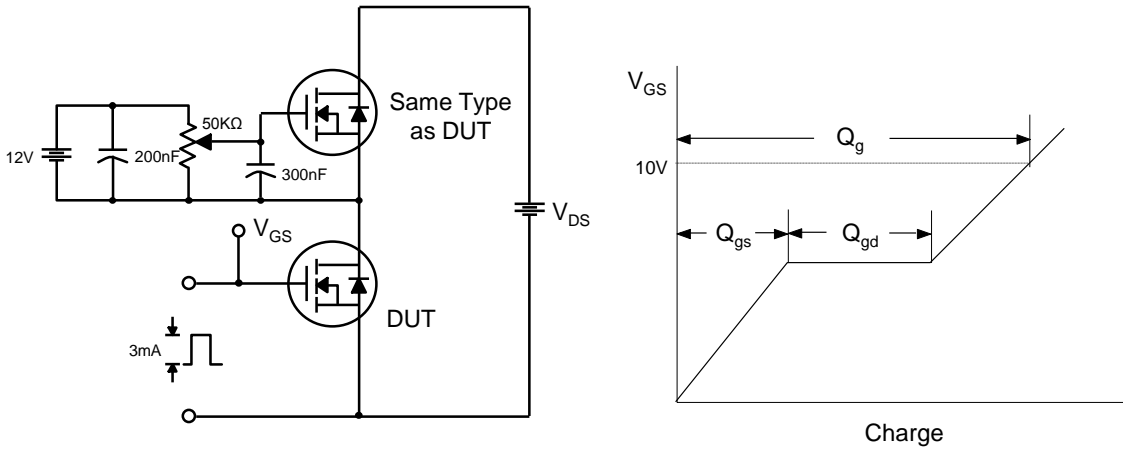 Same Type
as DUT
50KΩ
12V
200nF
300nF
V_GS
V_DS
DUT
3mA
V_GS
Q_g
10V
Q_gs
Q_gd
Charge